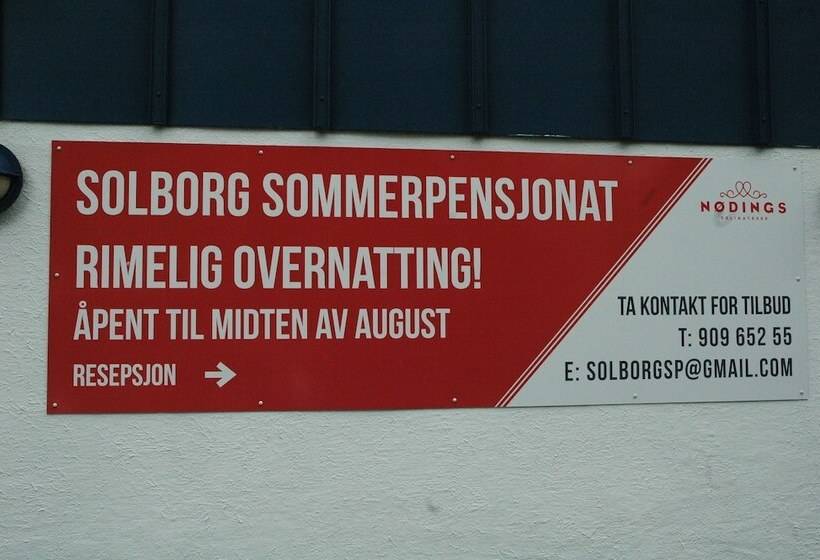 SOLBORG SOMMERPENSJONAT
RIMELIG OVERNATTING!
ÅPENT TIL MIDTEN AV AUGUST
RESEPSJON
NØDINGS
TA KONTAKT FOR TILBUD
T: 909 652 55
E: SOLBORGSP@GMAIL.COM